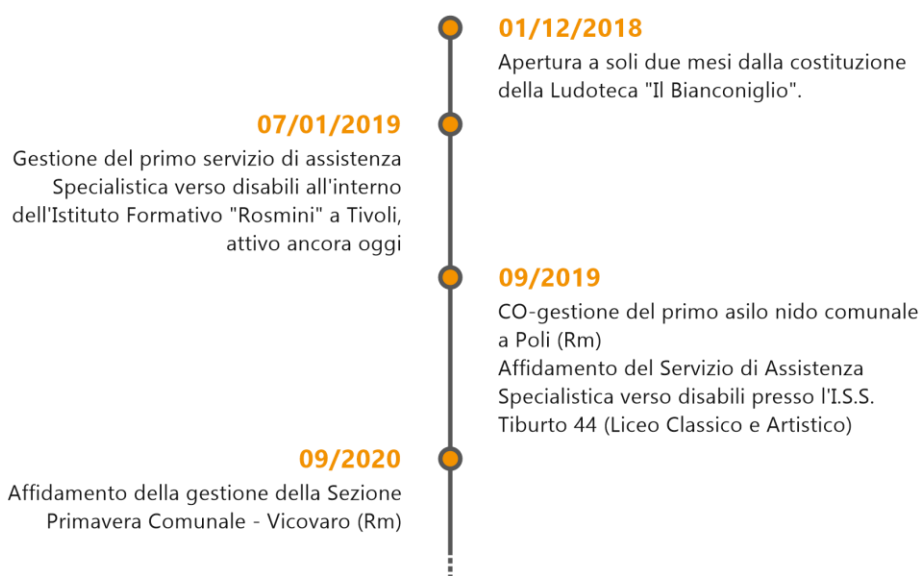 01/12/2018
Apertura a soli due mesi dalla costituzione
della Ludoteca "Il Bianconiglio".
07/01/2019
Gestione del primo servizio di assistenza
Specialistica verso disabili all'interno
dell'Istituto Formativo "Rosmini" a Tivoli,
attivo ancora oggi
09/2019
CO-gestione del primo asilo nido comunale
a Poli (Rm)
Affidamento del Servizio di Assistenza
Specialistica verso disabili presso l'I.S.S.
Tiburto 44 (Liceo Classico e Artistico)
09/2020
Affidamento della gestione della Sezione
Primavera Comunale - Vicovaro (Rm)